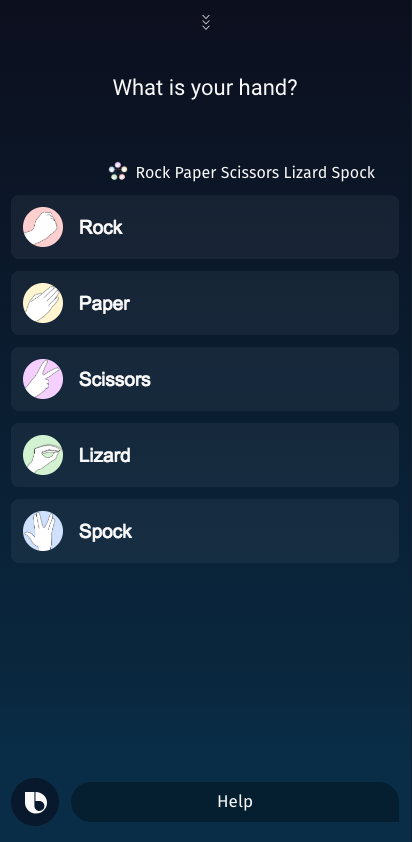 What is your hand?
Rock Paper Scissors Lizard Spock
Rock
Paper
Scissors
Lizard
Spock
Help